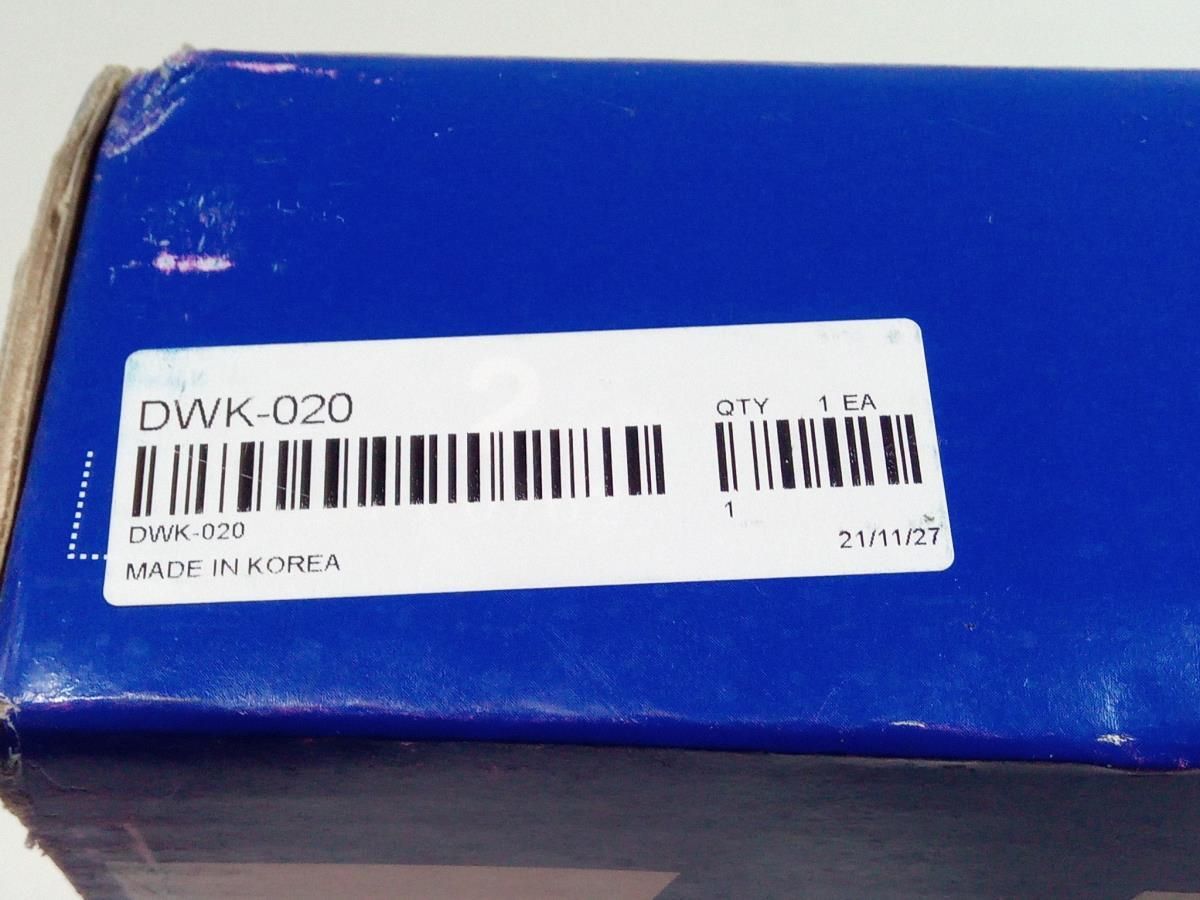 DWK-020
QTY 1 EA
DWK-020
1
MADE IN KOREA
21/11/27